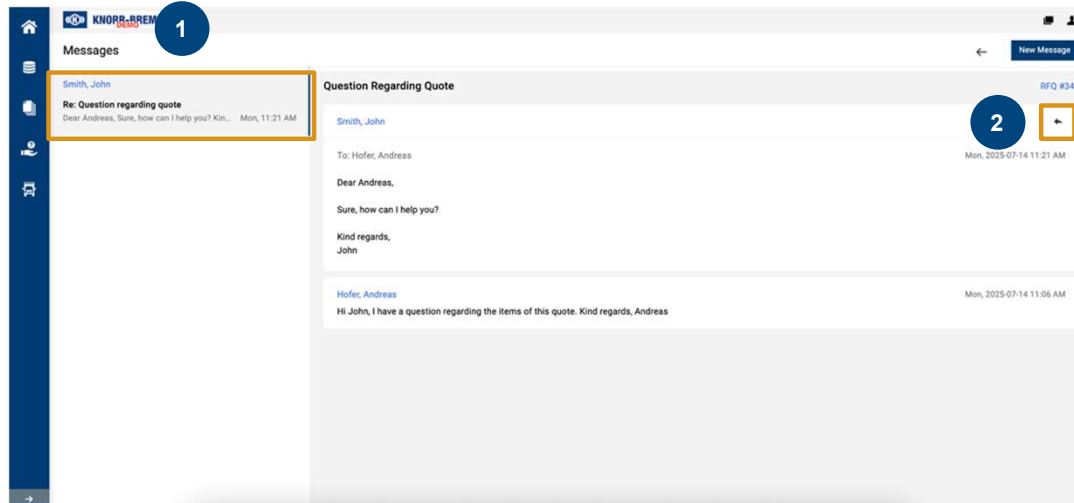 KNORR-BREM
DEMO
1
Messages
New Message
Smith, John
Re: Question regarding quote
Dear Andreas, Sure, how can I help you? Kin... Mon, 11:21 AM
Question Regarding Quote
RFQ #34
Smith, John
2
To: Hofer, Andreas
Mon, 2025-07-14 11:21 AM
Dear Andreas,
Sure, how can I help you?
Kind regards,
John
Hofer, Andreas
Mon, 2025-07-14 11:06 AM
Hi John, I have a question regarding the items of this quote. Kind regards, Andreas